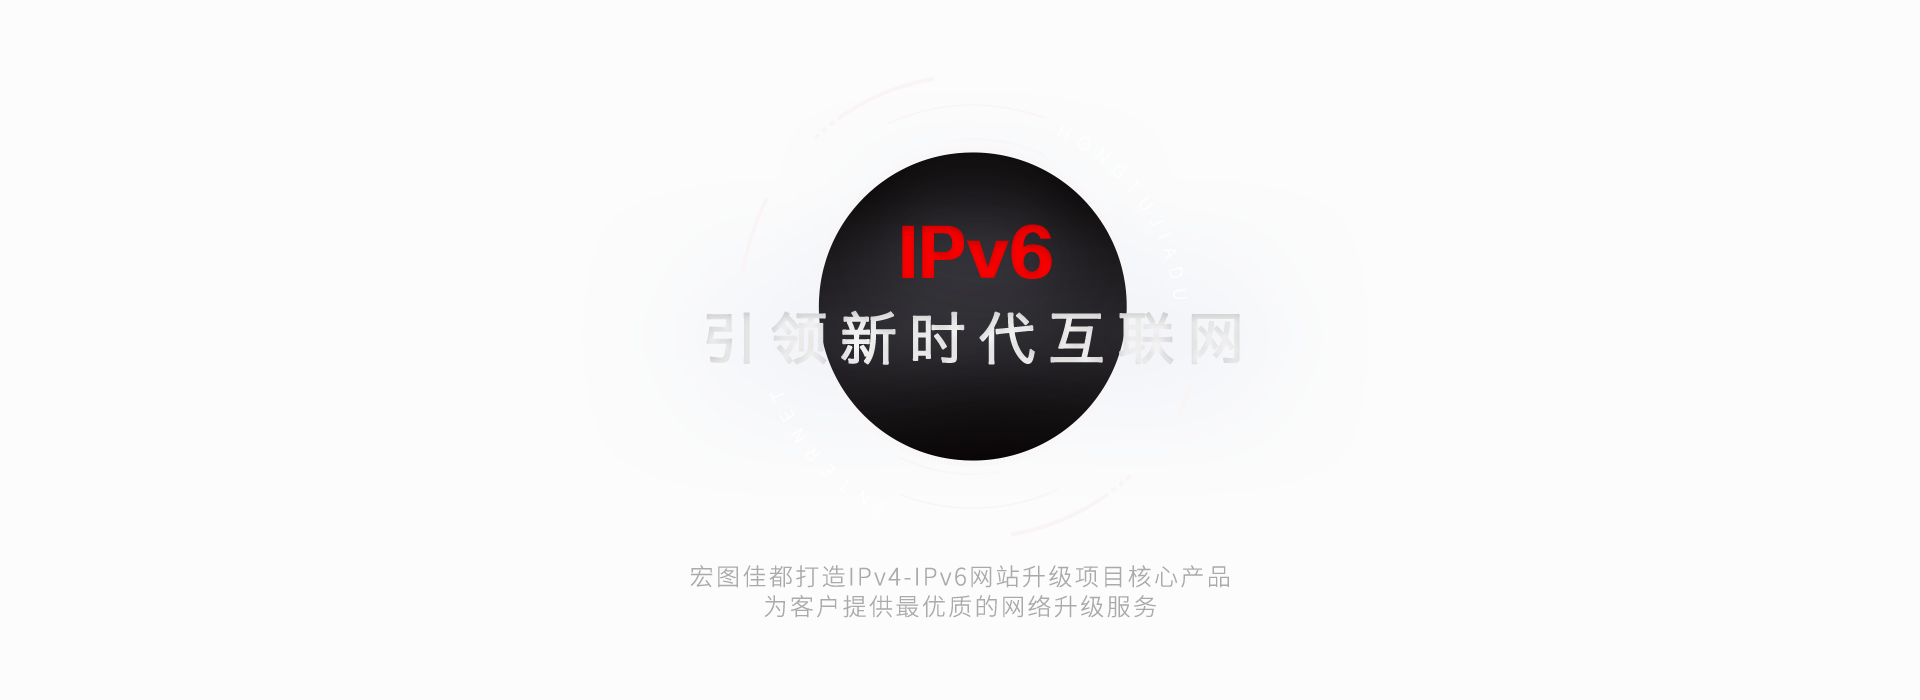 IPv6
引领新时代互联网
HONGTUJIADU
宏图佳都打造IPv4-IPv6网站升级项目核心产品
为客户提供最优质的网络升级服务